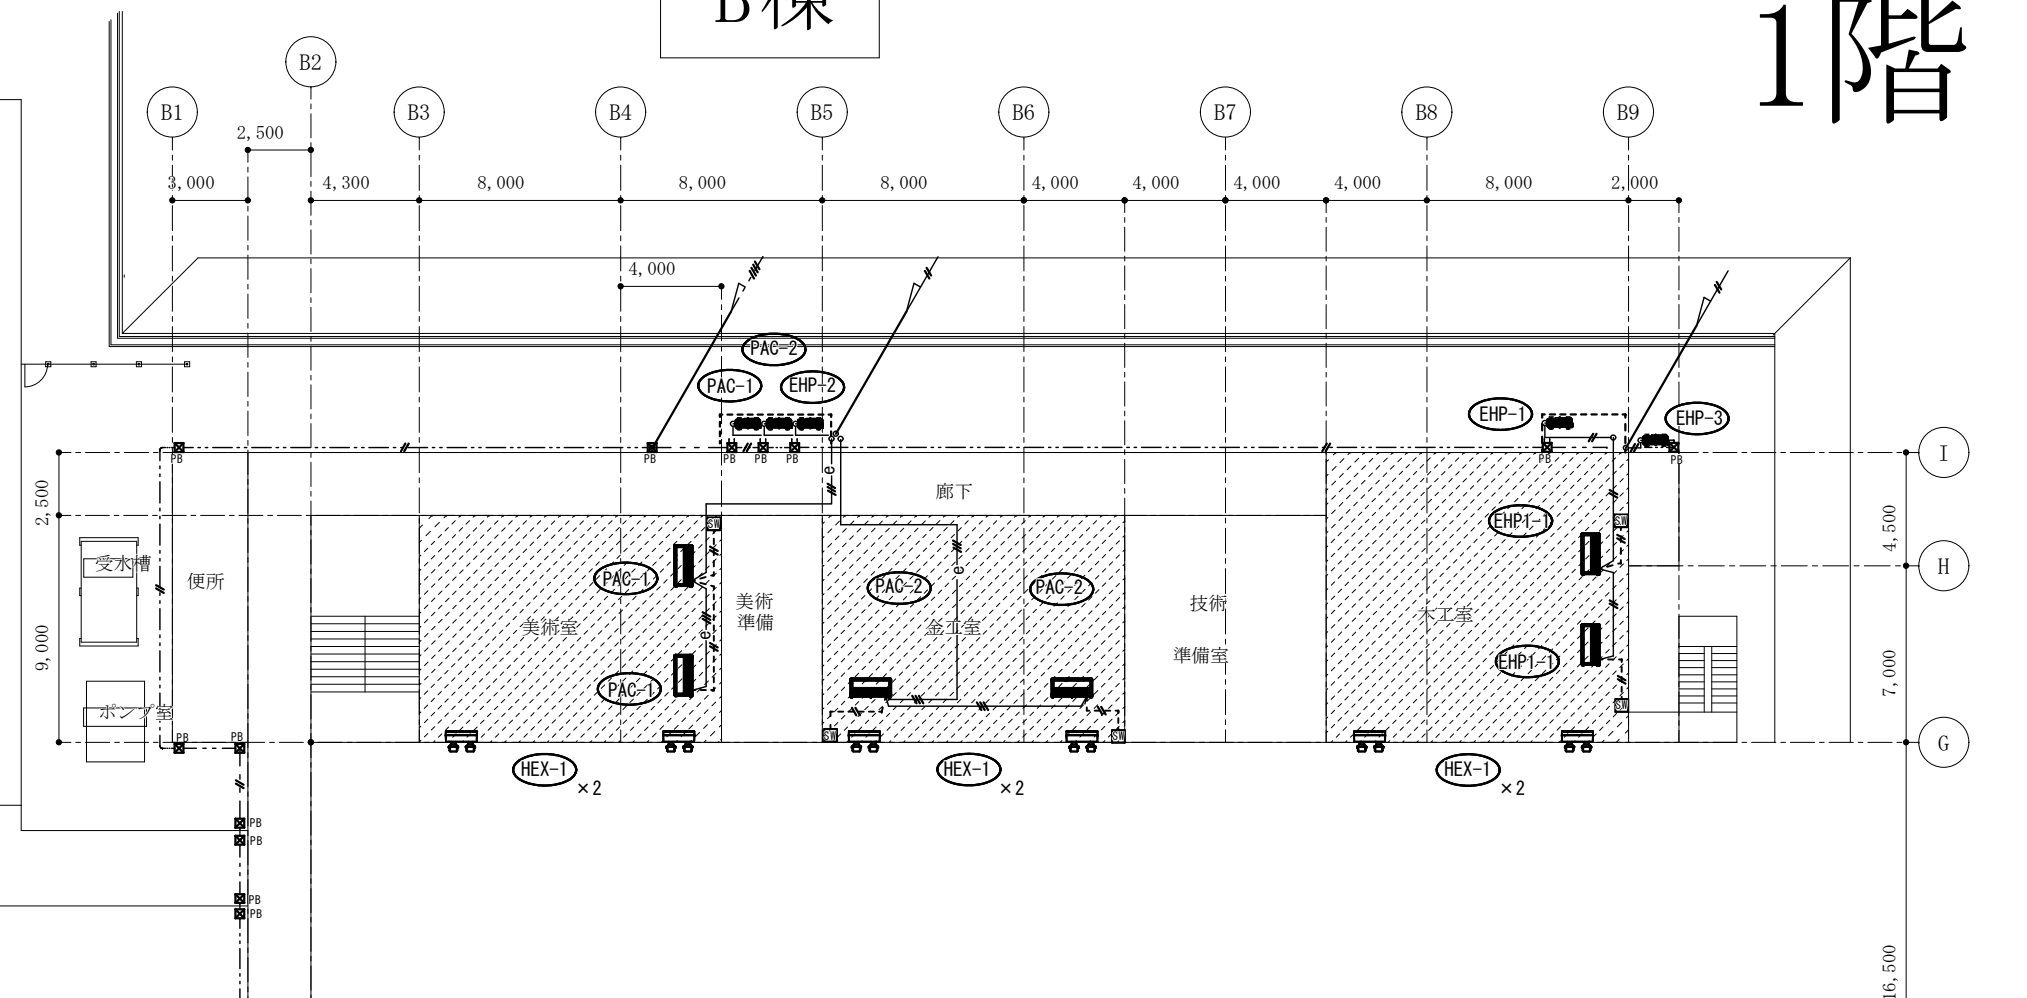 B棟
1階
B1
B2
B3
B4
B5
B6
B7
B8
B9
2,500
3,000
4,300
8,000
8,000
8,000
4,000
4,000
4,000
4,000
8,000
2,000
4,000
PAC-2
PAC-1
EHP-2
EHP-1
EHP-3
PB
PB
PB
PB
PB
PB
PB
I
2,500
廊下
e
4,500
SW
EHP1-1
SW
受水槽
便所
PAC-1
美術
準備
PAC-2
PAC-2
e
技術
H
美術室
e
金工室
木工室
9,000
準備室
EHP1-1
7,000
PAC-1
SW
ポンプ室
PB
PB
SW
SW
G
HEX-1
×2
HEX-1
×2
HEX-1
×2
PB
PB
PB
PB
16,500